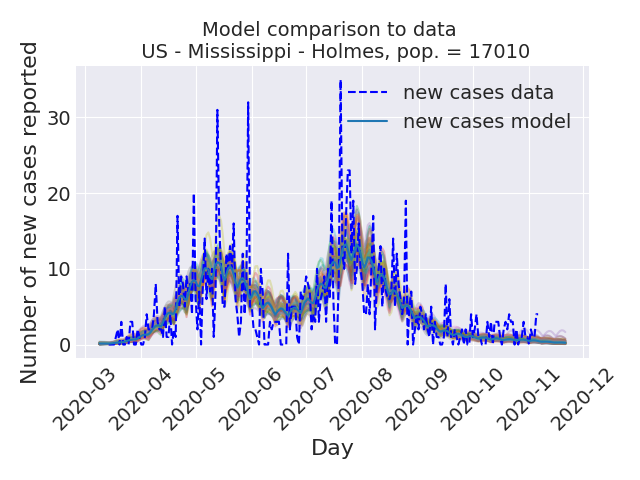 Model comparison to data
US - Mississippi - Holmes, pop. = 17010
Number of new cases reported
30
20
10
0
new cases data
new cases model
2020-03
2020-04
2020-05
2020-06
2020-07
2020-08
2020-09
2020-10
2020-11
2020-12
Day